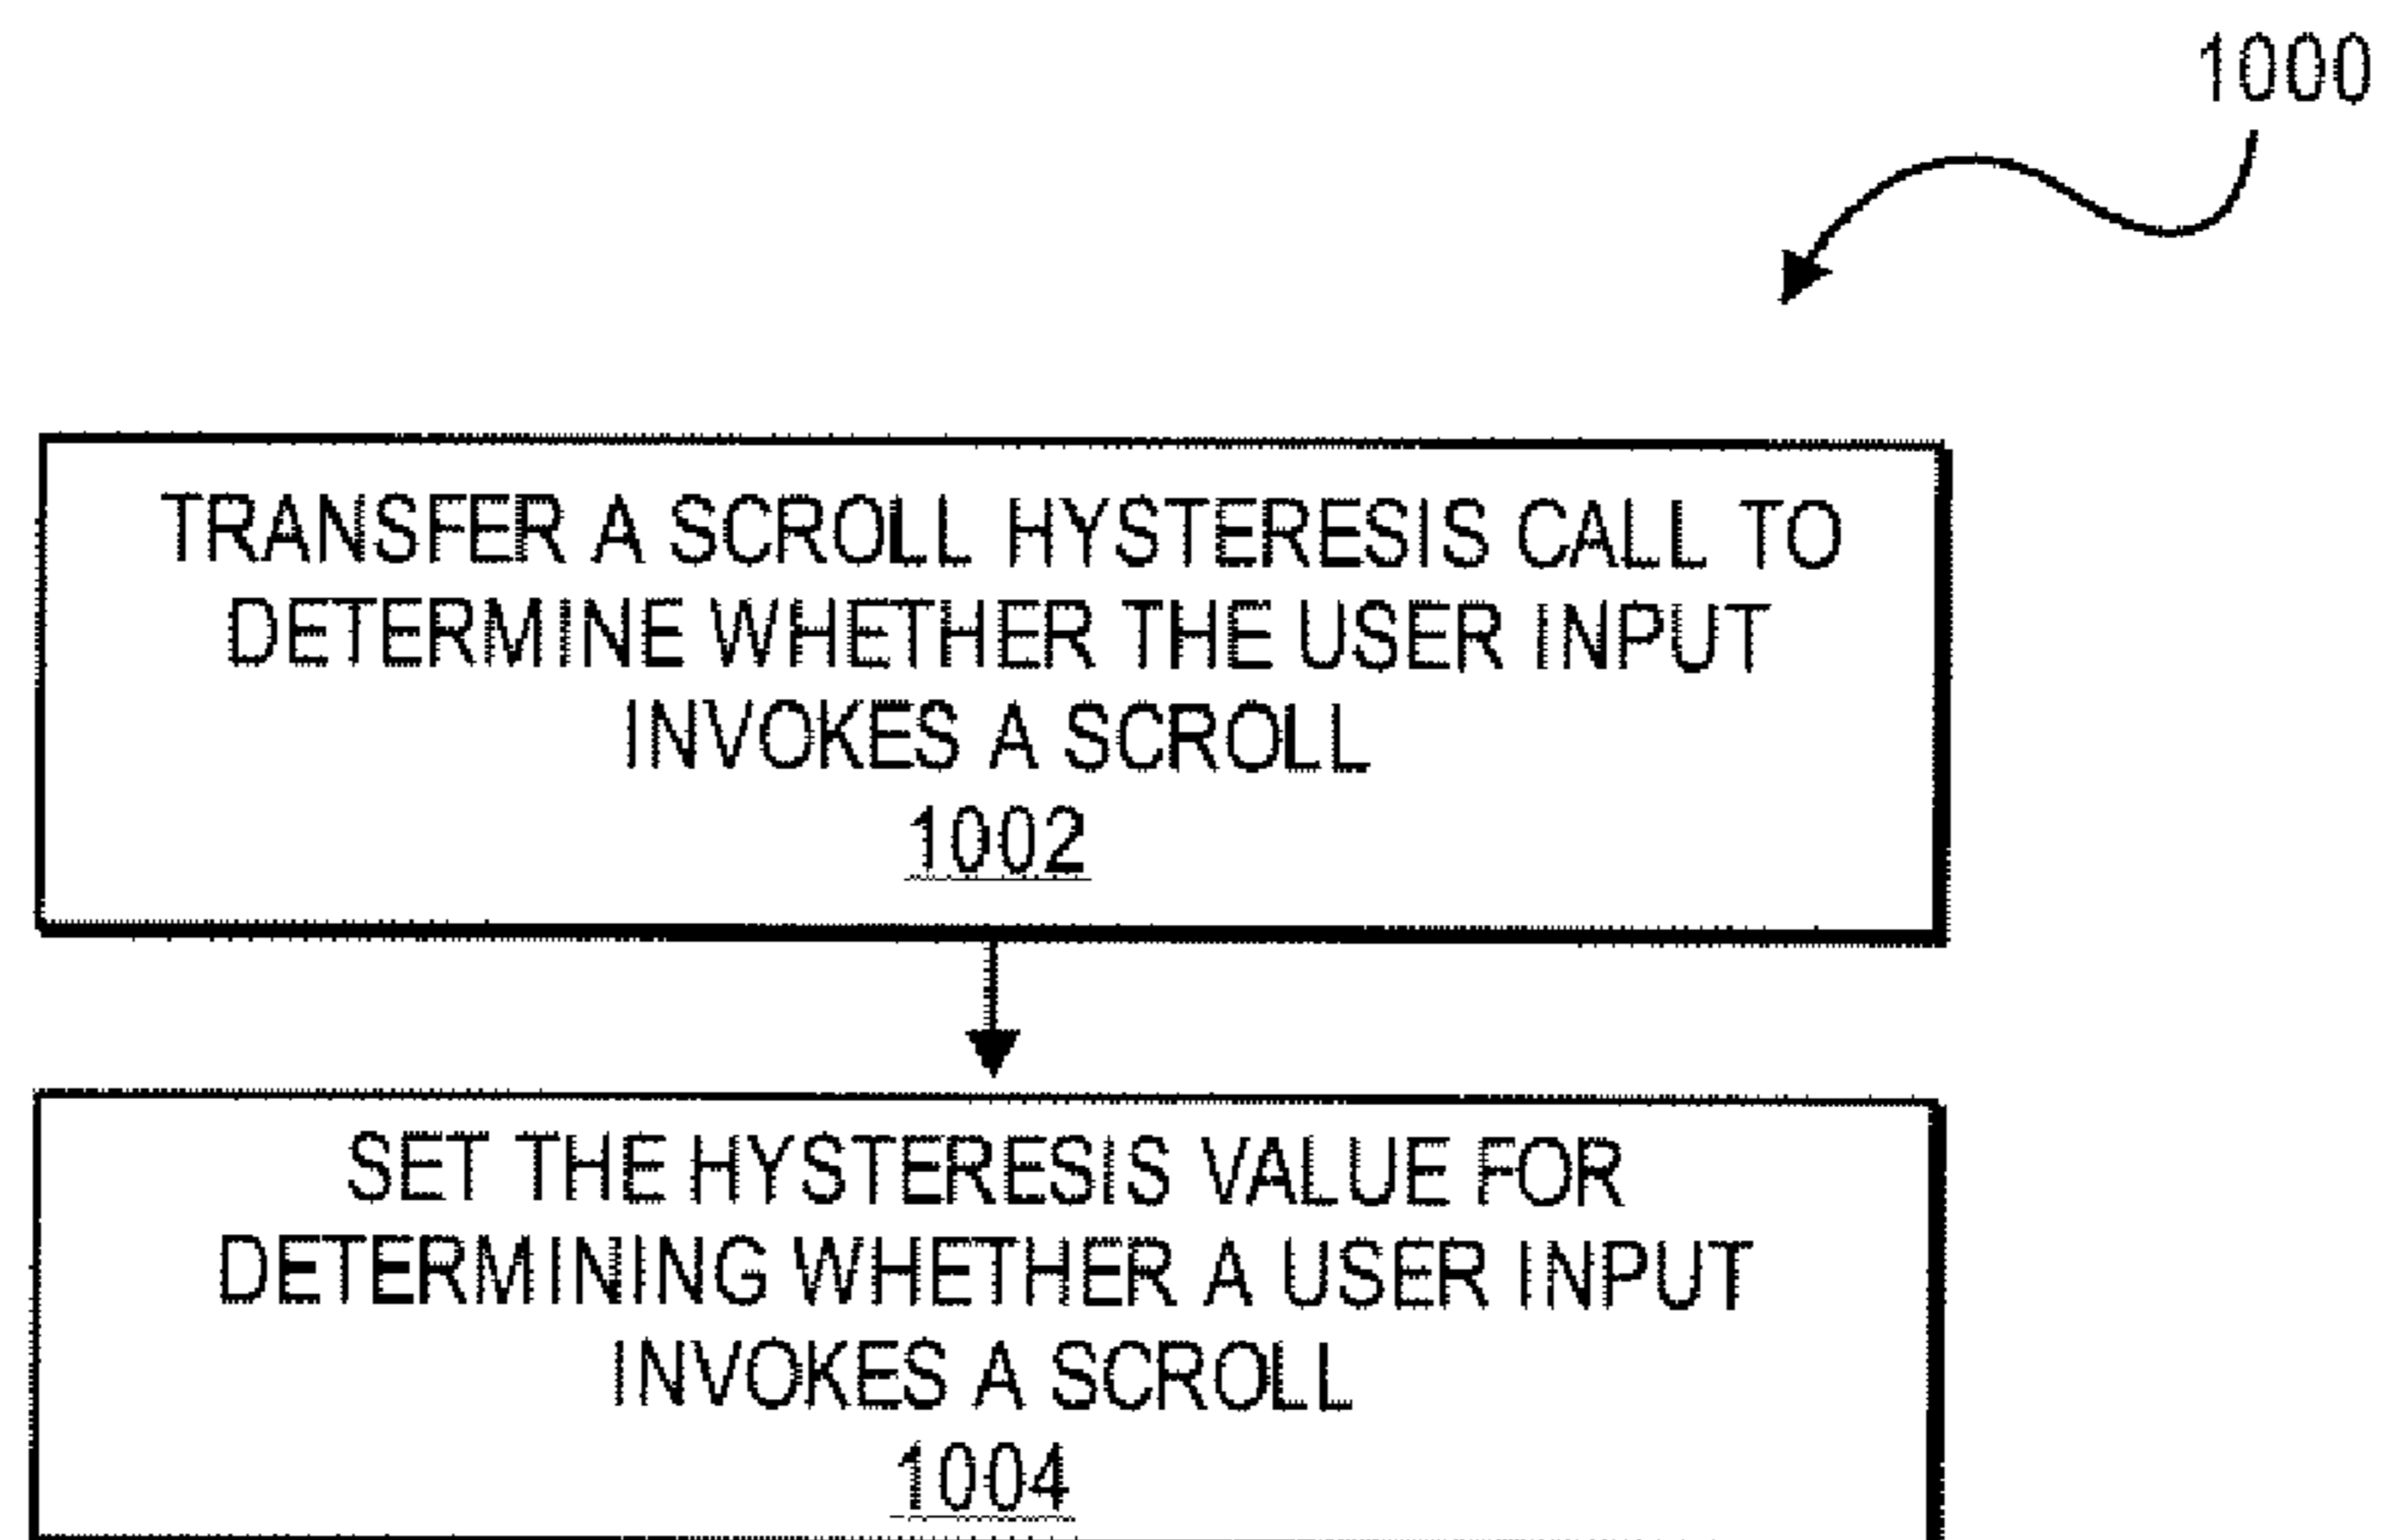 1000
TRANSFER A SCROLL HYSTERESIS CALL TO
DETERMINE WHETHER THE USER INPUT
INVOKES A SCROLL
1002
SET THE HYSTERESIS VALUE FOR
DETERMINING WHETHER A USER INPUT
INVOKES A SCROLL
1004